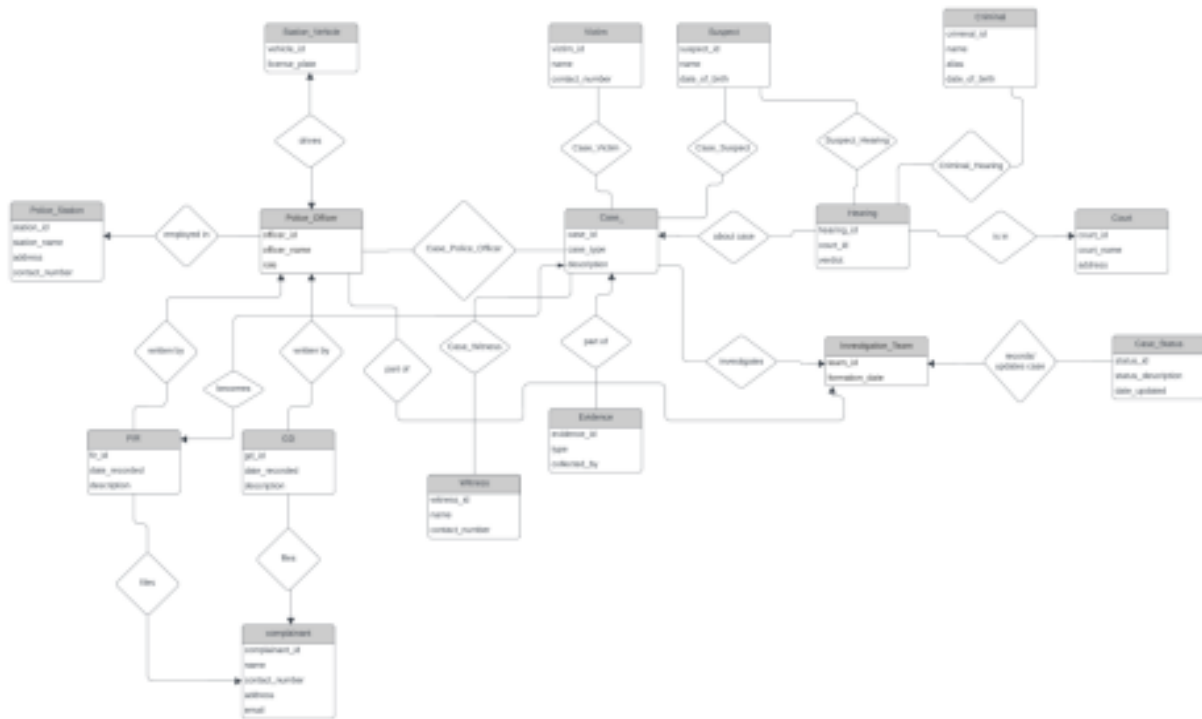 Station_Vehicle
vehicle_id
license_plate
Victim
victim_id
name
contact_number
Suspect
suspect_id
name
date_of_birth
Criminal
criminal_id
name
alias
date_of_birth
drives
Case_Victim
Case_Suspect
Suspect_Hearing
Criminal_Hearing
Police_Station
station_id
station_name
address
contact_number
employed in
Police_Officer
officer_id
officer_name
role
Case_Police_Officer
Case_
case_id
case_type
description
about case
Hearing
hearing_id
court_id
verdict
is in
Court
court_id
court_name
address
written by
becomes
written by
part of
Case_Witness
part of
investigates
Investigation_Team
team_id
formation_date
records/
updates case
Case_Status
status_id
status_description
date_updated
FIR
fir_id
date_recorded
description
GD
gd_id
date_recorded
description
Evidence
evidence_id
type
collected_by
Witness
witness_id
name
contact_number
files
files
complainant
complainant_id
name
contact_number
address
email